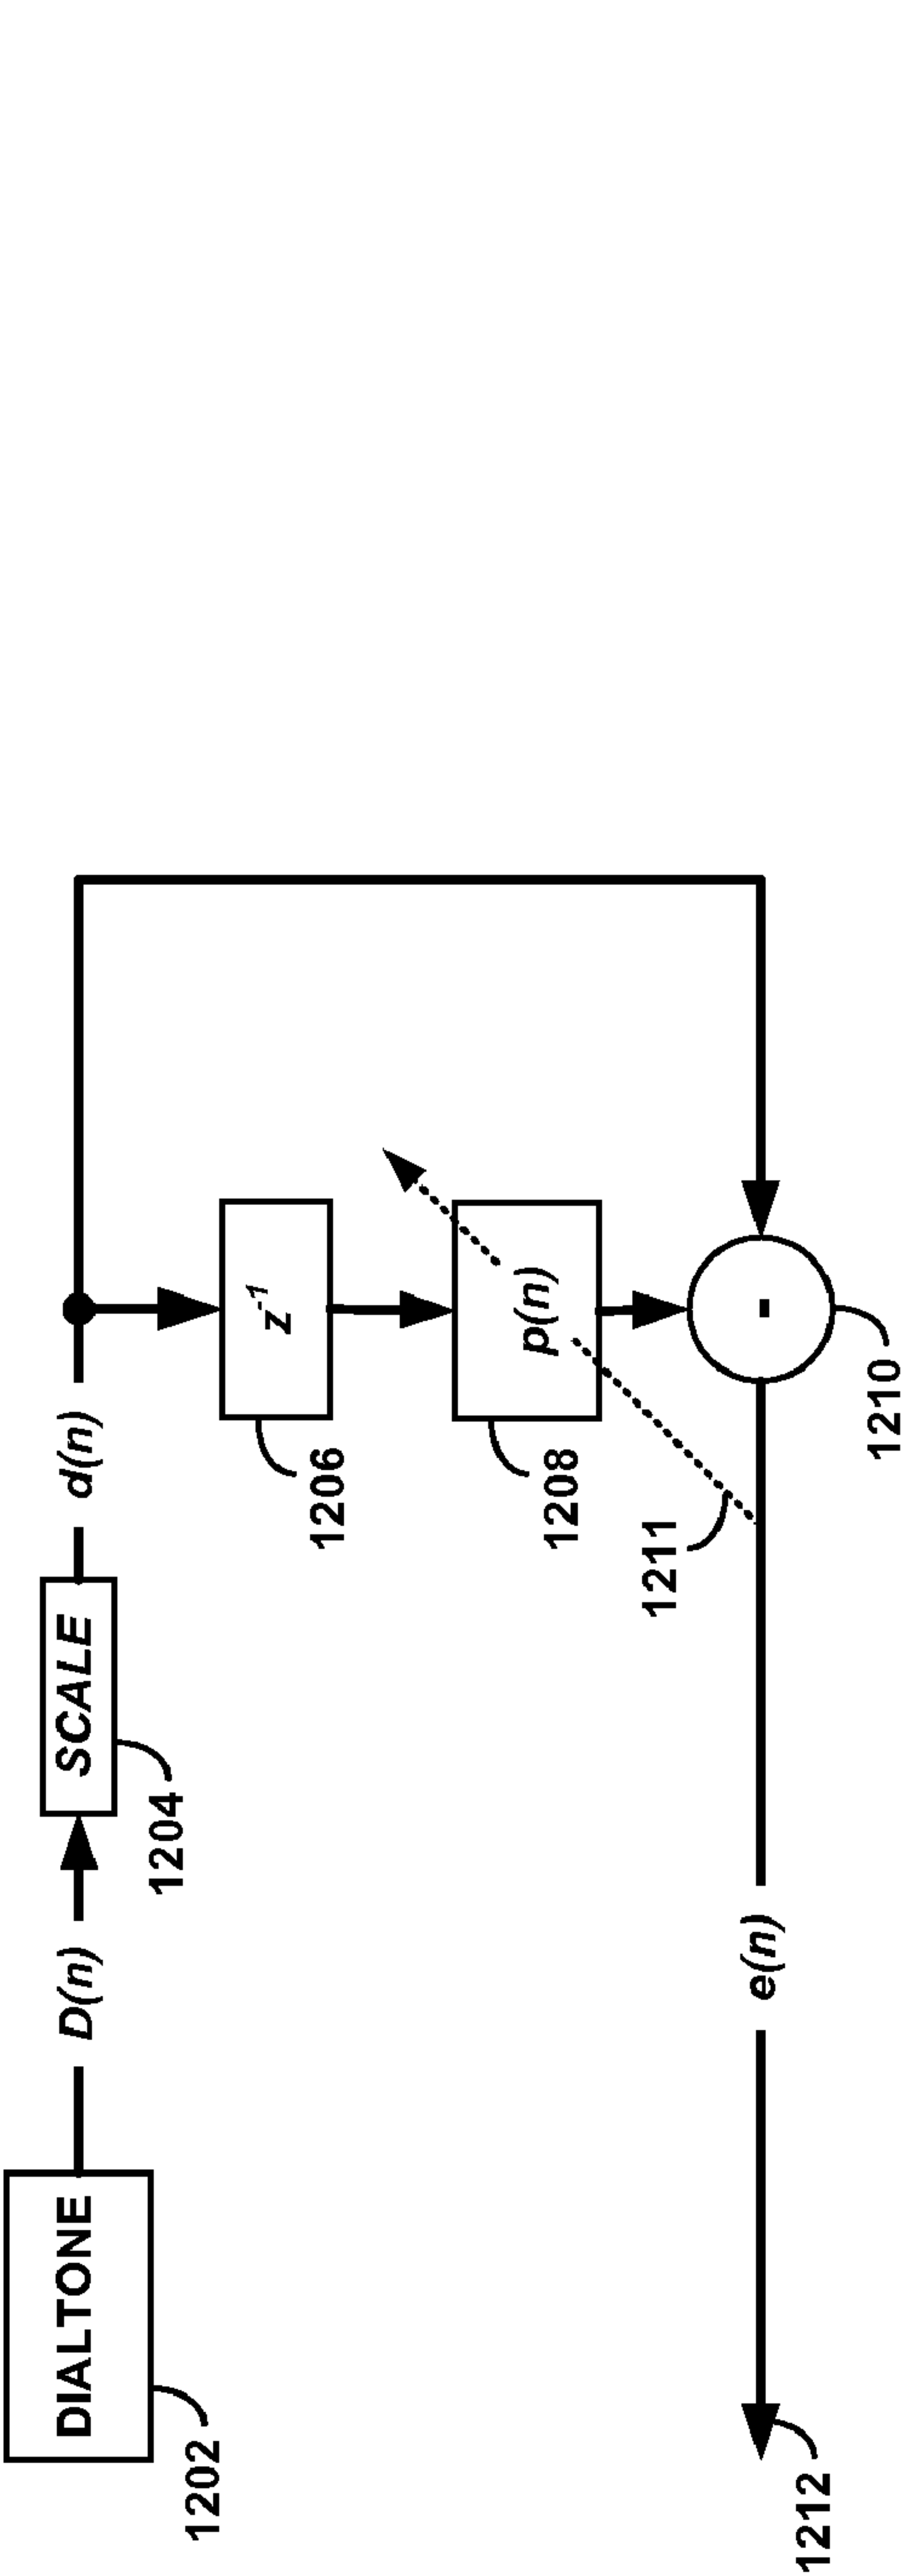 DIALTONE
D(n)
SCALE
d(n)
1202
1204
z-1
1206
p(n)
1208
1211
-
1210
e(n)
1212